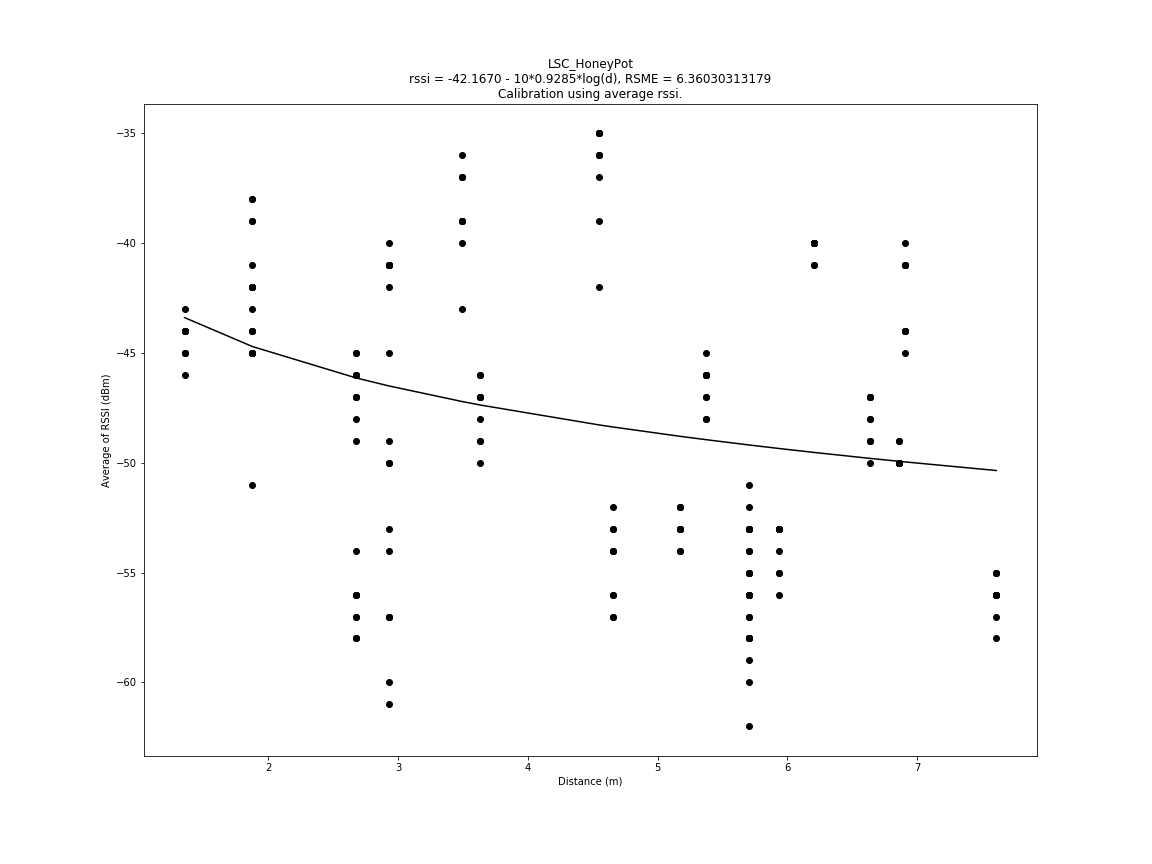 LSC_HoneyPot
rssi = -42.1670 - 10*0.9285*log(d), RSME = 6.36030313179
Calibration using average rssi.
−35
−40
−45
−50
−55
−60
Average of RSSI (dBm)
2 3 4 5 6 7
Distance (m)